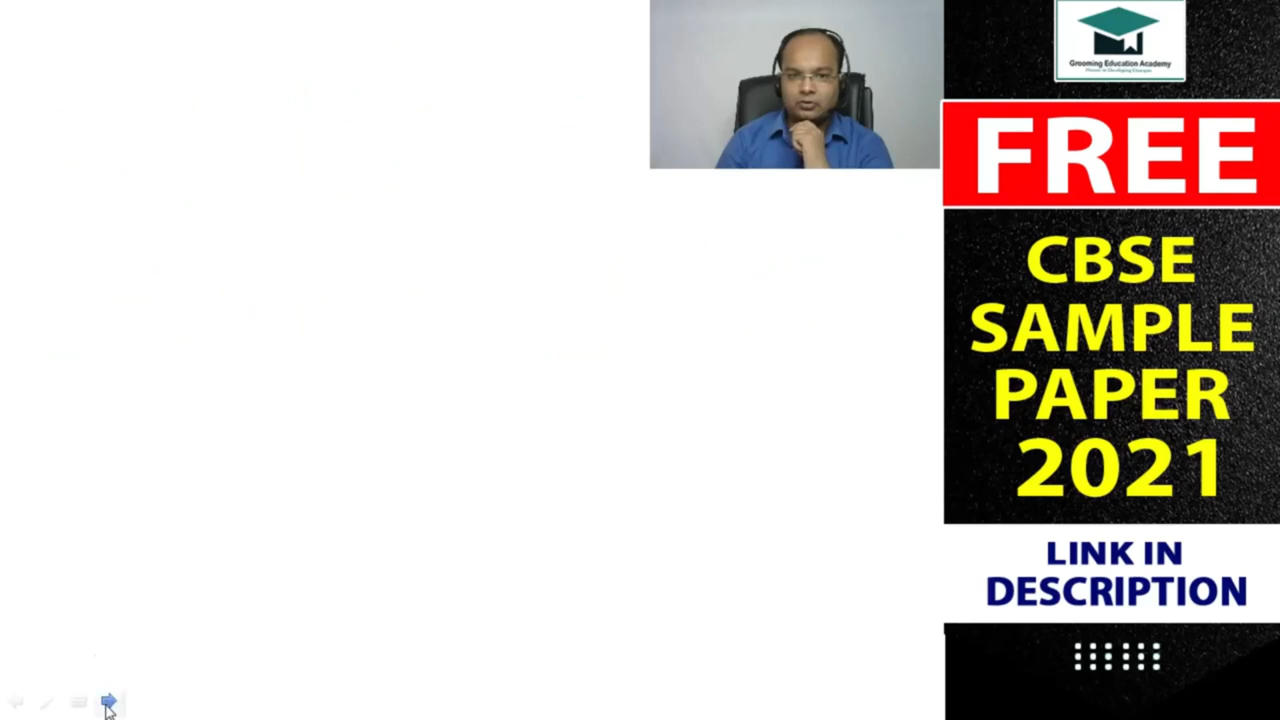 Grooming Education Academy
FREE
CBSE
SAMPLE
PAPER
2021
LINK IN
DESCRIPTION